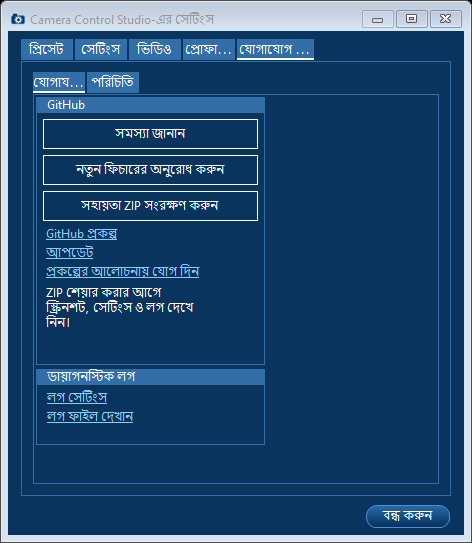 Camera Control Studio-এর সেটিংস
প্রিসেট সেটিংস ভিডিও প্রোফা... যোগাযোগ ...
যোগায... পরিচিতি
GitHub
সমস্যা জানান
নতুন ফিচারের অনুরোধ করুন
সহায়তা ZIP সংরক্ষণ করুন
GitHub প্রকল্প
আপডেট
প্রকল্পের আলোচনায় যোগ দিন
ZIP শেয়ার করার আগে
স্ক্রিনশট, সেটিংস ও লগ দেখে
নিন।
ডায়াগনস্টিক লগ
লগ সেটিংস
লগ ফাইল দেখান
বন্ধ করুন